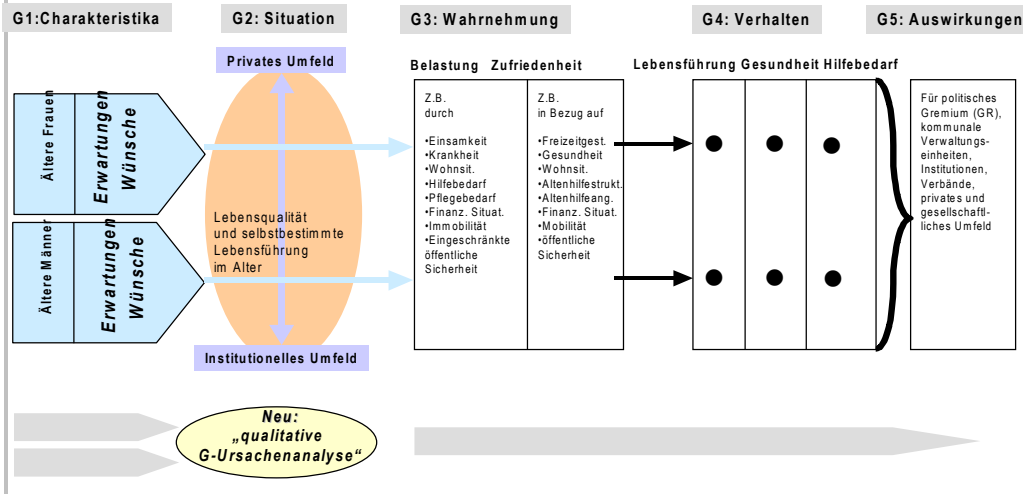 G1:Charakteristika
G2: Situation
G3: Wahrnehmung
G4: Verhalten
G5: Auswirkungen
Privates Umfeld
Belastung Zufriedenheit
Lebensführung Gesundheit Hilfebedarf
Ältere Frauen
Erwartungen
Wünsche
Ältere Männer
Erwartungen
Wünsche
Lebensqualität
und selbstbestimmte
Lebensführung
im Alter
Institutionelles Umfeld
Z.B.
durch
•Einsamkeit
•Krankheit
•Wohnsit.
•Hilfebedarf
•Pflegebedarf
•Finanz. Situat.
•Immobilität
•Eingeschränkte
öffentliche
Sicherheit
Z.B.
in Bezug auf
•Freizeitgest.
•Gesundheit
•Wohnsit.
•Altenhilfestrukt.
•Altenhilfeang.
•Finanz. Situat.
•Mobilität
•öffentliche
Sicherheit
Für politisches
Gremium (GR),
kommunale
Verwaltungs-
einheiten,
Institutionen,
Verbände,
privates und
gesellschaftl-
liches Umfeld
Neu:
„qualitative
G-Ursachenanalyse“